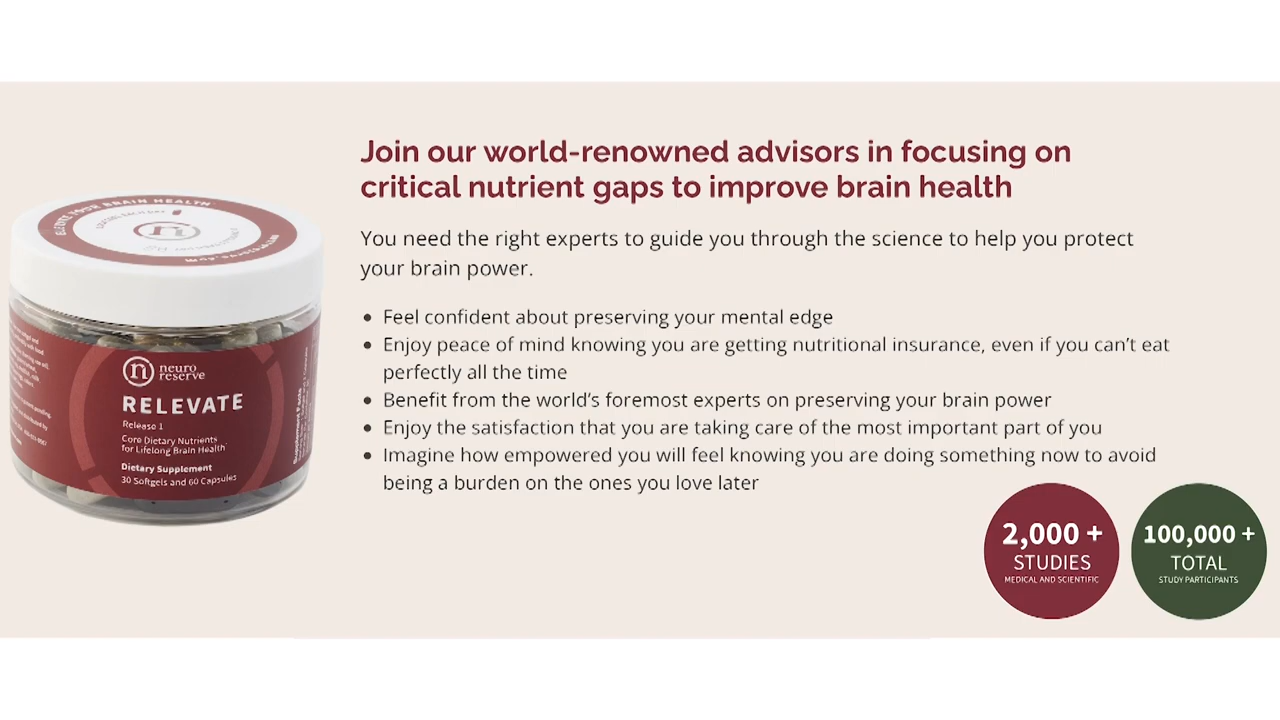 Join our world-renowned advisors in focusing on
critical nutrient gaps to improve brain health
You need the right experts to guide you through the science to help you protect
your brain power.
• Feel confident about preserving your mental edge
• Enjoy peace of mind knowing you are getting nutritional insurance, even if you can’t eat
perfectly all the time
• Benefit from the world’s foremost experts on preserving your brain power
• Enjoy the satisfaction that you are taking care of the most important part of you
• Imagine how empowered you will feel knowing you are doing something now to avoid
being a burden on the ones you love later
YOUR BRAIN HEALTH
n neuro
reserve
RELEVATE
Release 1
Core Dietary Nutrients
for Lifelong Brain Health
Dietary Supplement
30 Softgels and 60 Capsules
2,000 +
STUDIES
MEDICAL AND SCIENTIFIC
100,000 +
TOTAL
STUDY PARTICIPANTS